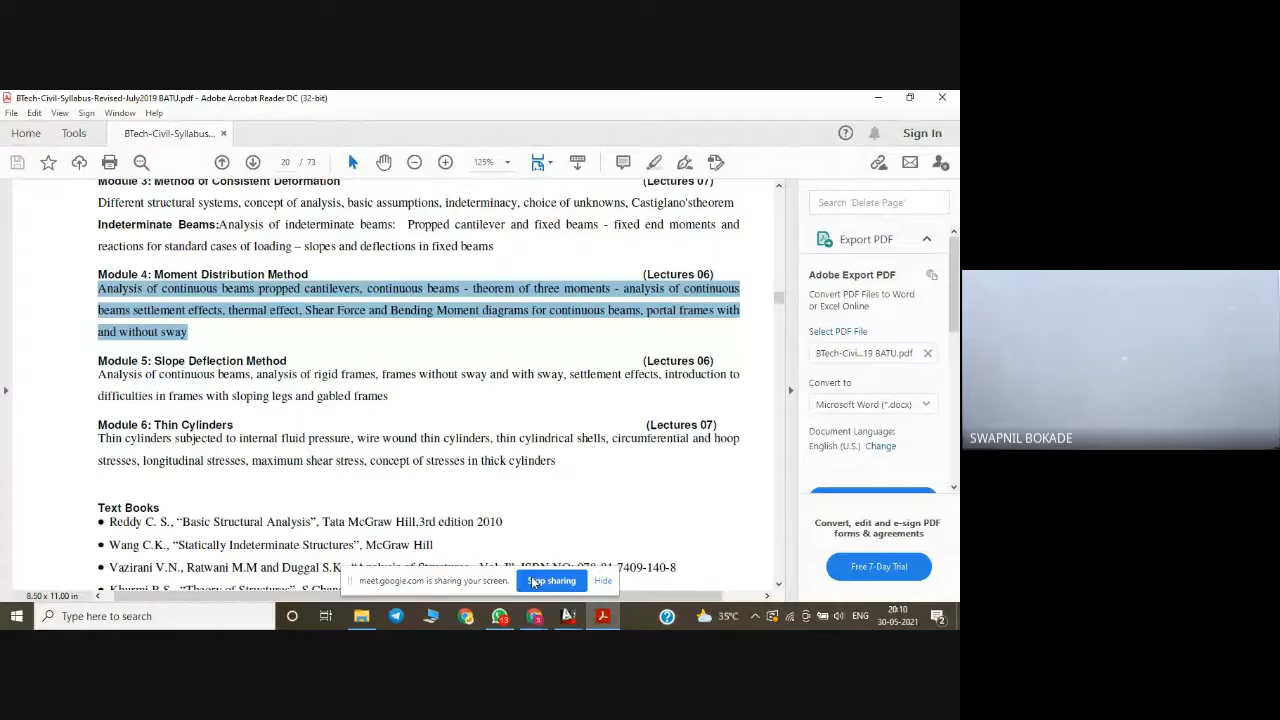 BTech-Civil-Syllabus-Revised-July2019 BATU.pdf - Adobe Acrobat Reader DC (32-bit)
File Edit View Sign Window Help
Home Tools BTech-Civil-Syllabus... × Sign In
20 / 73 125%
Module 3: Method of Consistent Deformation (Lectures 07)
Different structural systems, concept of analysis, basic assumptions, indeterminacy, choice of unknowns, Castiglano'stheorem
Indeterminate Beams:Analysis of indeterminate beams: Propped cantilever and fixed beams - fixed end moments and
reactions for standard cases of loading – slopes and deflections in fixed beams
Module 4: Moment Distribution Method (Lectures 06)
Analysis of continuous beams propped cantilevers, continuous beams - theorem of three moments - analysis of continuous
beams settlement effects, thermal effect. Shear Force and Bending Moment diagrams for continuous beams, portal frames with
and without sway
Module 5: Slope Deflection Method (Lectures 06)
Analysis of continuous beams, analysis of rigid frames, frames without sway and with sway, settlement effects, introduction to
difficulties in frames with sloping legs and gabled frames
Module 6: Thin Cylinders (Lectures 07)
Thin cylinders subjected to internal fluid pressure, wire wound thin cylinders, thin cylindrical shells, circumferential and hoop
stresses, longitudinal stresses, maximum shear stress, concept of stresses in thick cylinders
Text Books
• Reddy C. S., “Basic Structural Analysis”, Tata McGraw Hill,3rd edition 2010
• Wang C.K., “Statically Indeterminate Structures”, McGraw Hill
• Vazirani V.N., Ratwani M.M and Duggal S.K
7409-140-8
• Khurmi R.S., “Theory of Structures”
8.50 x 11.00 in
meet.google.com is sharing your screen. Stop sharing Hide
Search 'Delete Page'
Export PDF
Adobe Export PDF
Convert PDF Files to Word
or Excel Online
Select PDF File
BTech-Civi...19 BATU.pdf
Convert to
Microsoft Word (*.docx)
Document Language:
English (U.S.) Change
Convert, edit and e-sign PDF
forms & agreements
Free 7-Day Trial
SWAPNIL BOKADE
Type here to search
13
35°C
ENG
20:10
30-05-2021
2